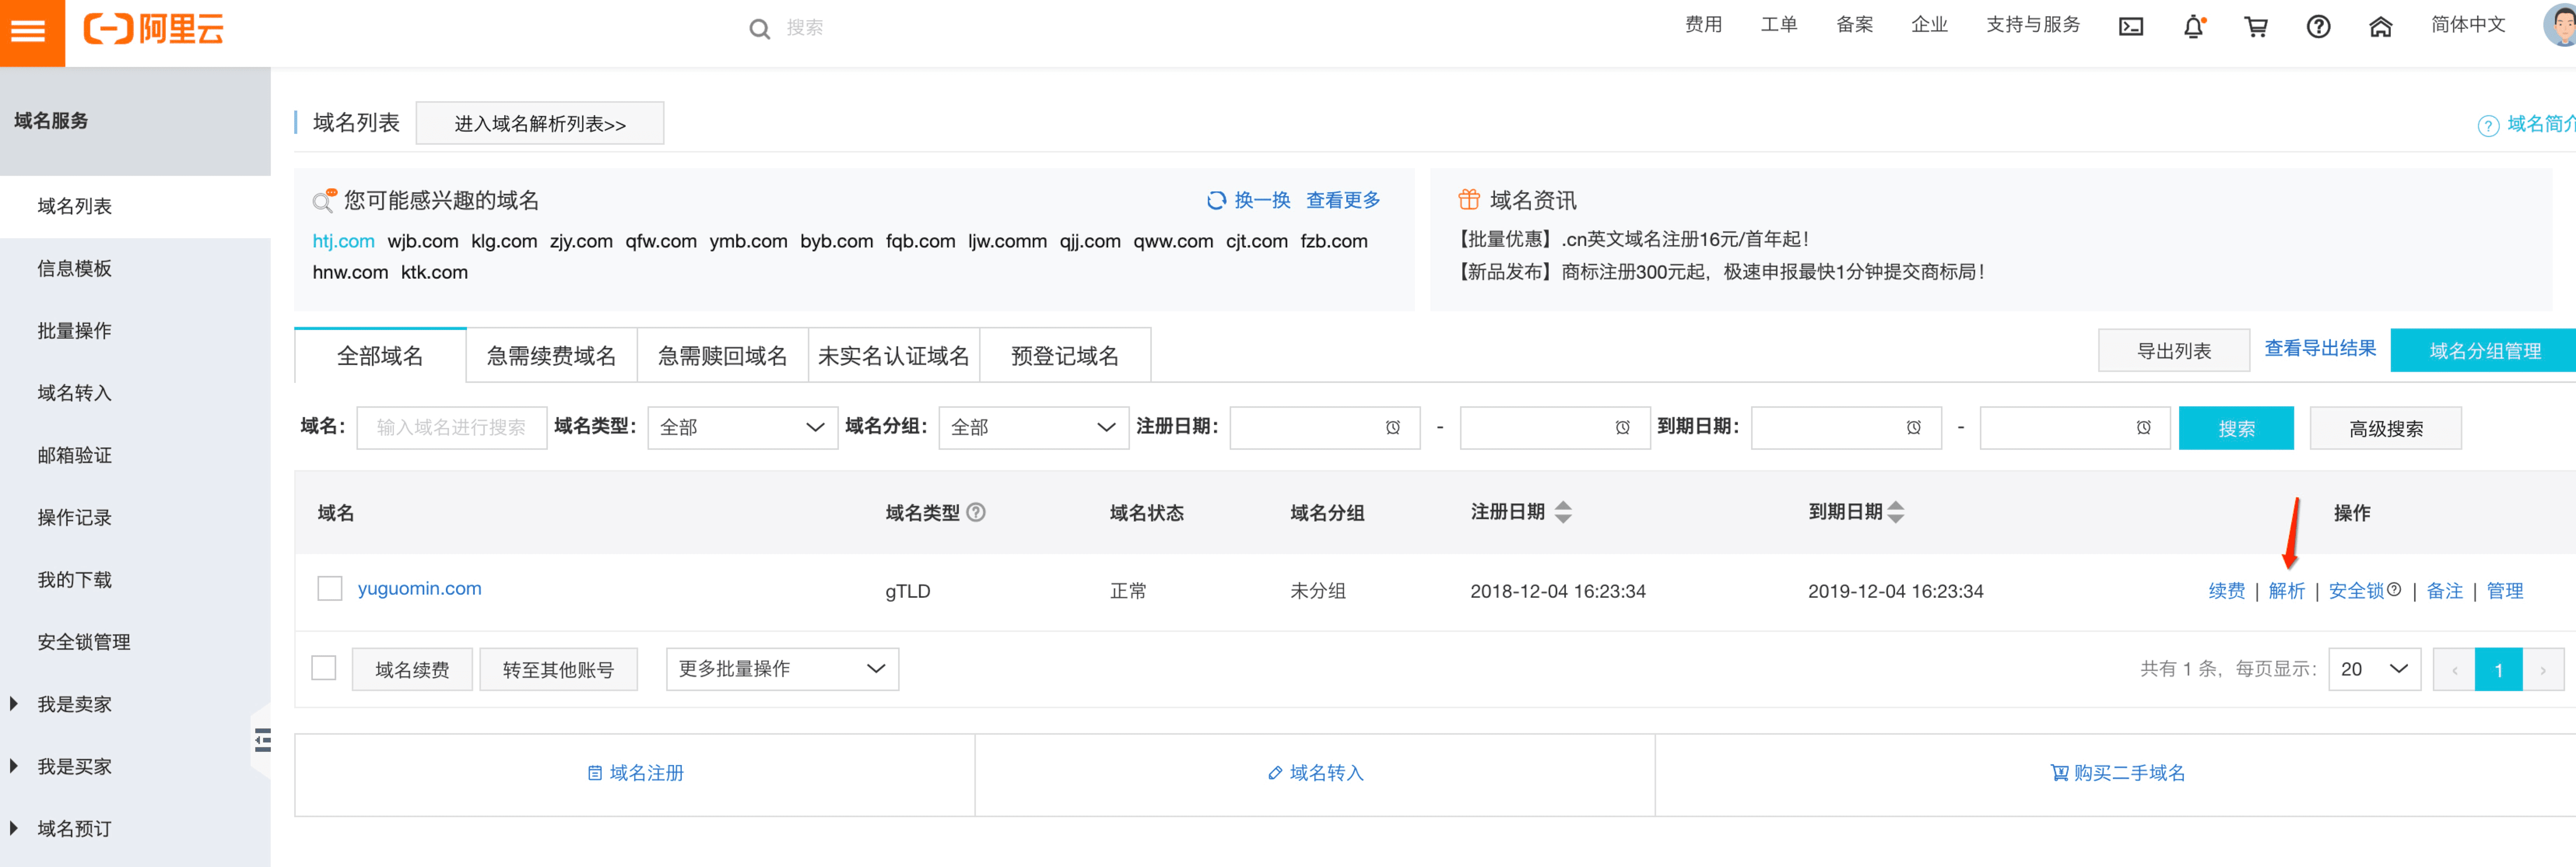 阿里云
搜索
费用 工单 备案 企业 支持与服务 简体中文
域名服务
域名列表
信息模板
批量操作
域名转入
邮箱验证
操作记录
我的下载
安全锁管理
我是卖家
我是买家
域名预订
域名列表 进入域名解析列表>> 域名简介
您可能感兴趣的域名 换一换 查看更多
htj.com wjb.com klg.com zjy.com qfw.com ymb.com byb.com fqb.com ljw.comm qjj.com qww.com cjt.com fzb.com
hnw.com ktk.com
域名资讯
【批量优惠】.cn英文域名注册16元/首年起！
【新品发布】商标注册300元起，极速申报最快1分钟提交商标局！
全部域名 急需续费域名 急需赎回域名 未实名认证域名 预登记域名 导出列表 查看导出结果 域名分组管理
域名： 输入域名进行搜索 域名类型： 全部 域名分组： 全部 注册日期： - 到期日期： - 搜索 高级搜索
域名 域名类型 域名状态 域名分组 注册日期 到期日期 操作
yuguomin.com gTLD 正常 未分组 2018-12-04 16:23:34 2019-12-04 16:23:34 续费 | 解析 | 安全锁 | 备注 | 管理
域名续费 转至其他账号 更多批量操作 共有 1 条，每页显示： 20 ‹ 1 ›
域名注册 域名转入 购买二手域名